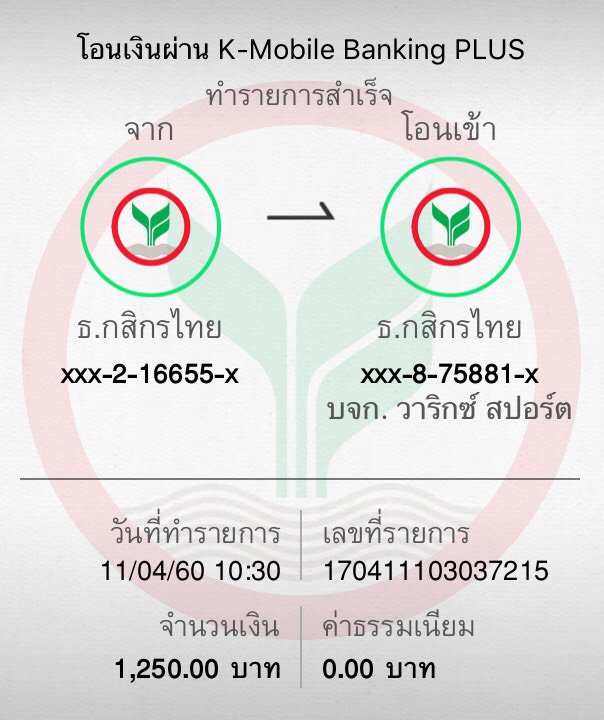 โอนเงินผ่าน K-Mobile Banking PLUS
ทำรายการสำเร็จ
จาก
โอนเข้า
ธ.กสิกรไทย
ธ.กสิกรไทย
xxx-2-16655-x
xxx-8-75881-x
บจก. วาริกซ์ สปอร์ต
วันที่ทำรายการ
เลขที่รายการ
11/04/60 10:30
170411103037215
จำนวนเงิน
ค่าธรรมเนียม
1,250.00 บาท
0.00 บาท